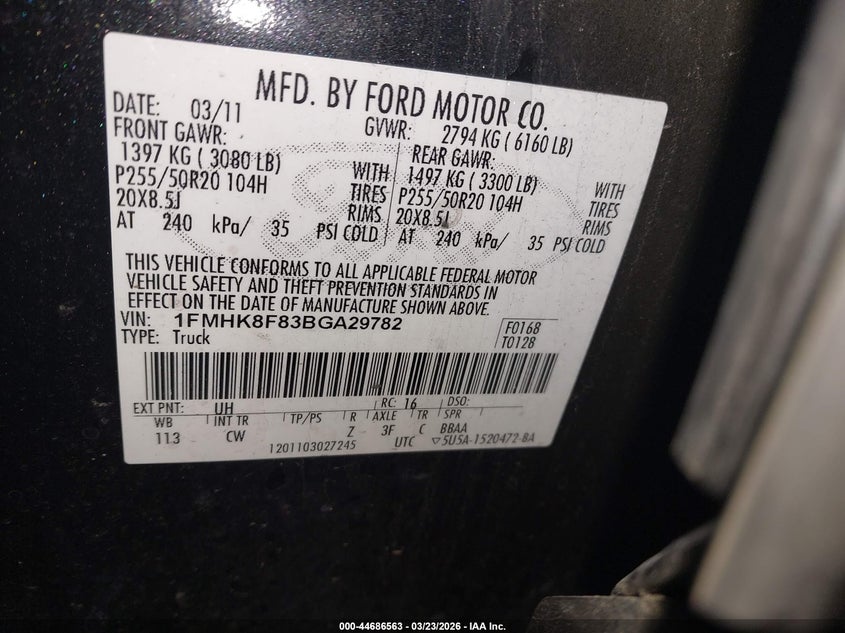 MFD. BY FORD MOTOR CO.
DATE: 03/11 GVWR: 2794 KG ( 6160 LB)
FRONT GAWR: REAR GAWR:
1397 KG ( 3080 LB) WITH 1497 KG ( 3300 LB) WITH
P255/50R20 104H TIRES P255/50R20 104H TIRES
20X8.5J RIMS 20X8.5J RIMS
AT 240 kPa/ 35 PSI COLD AT 240 kPa/ 35 PSI COLD
THIS VEHICLE CONFORMS TO ALL APPLICABLE FEDERAL MOTOR
VEHICLE SAFETY AND THEFT PREVENTION STANDARDS IN
EFFECT ON THE DATE OF MANUFACTURE SHOWN ABOVE.
VIN: 1FMHK8F83BGA29782 F0168
TYPE: Truck T0128
EXT PNT: UH RC: 16 DSO:
WB INT TR TP/PS R AXLE TR SPR
113 CW Z 3F C BBAA
1201103027245 UTC ▽5U5A-1520472-BA
000-44686563 — 03/23/2026 — IAA Inc.